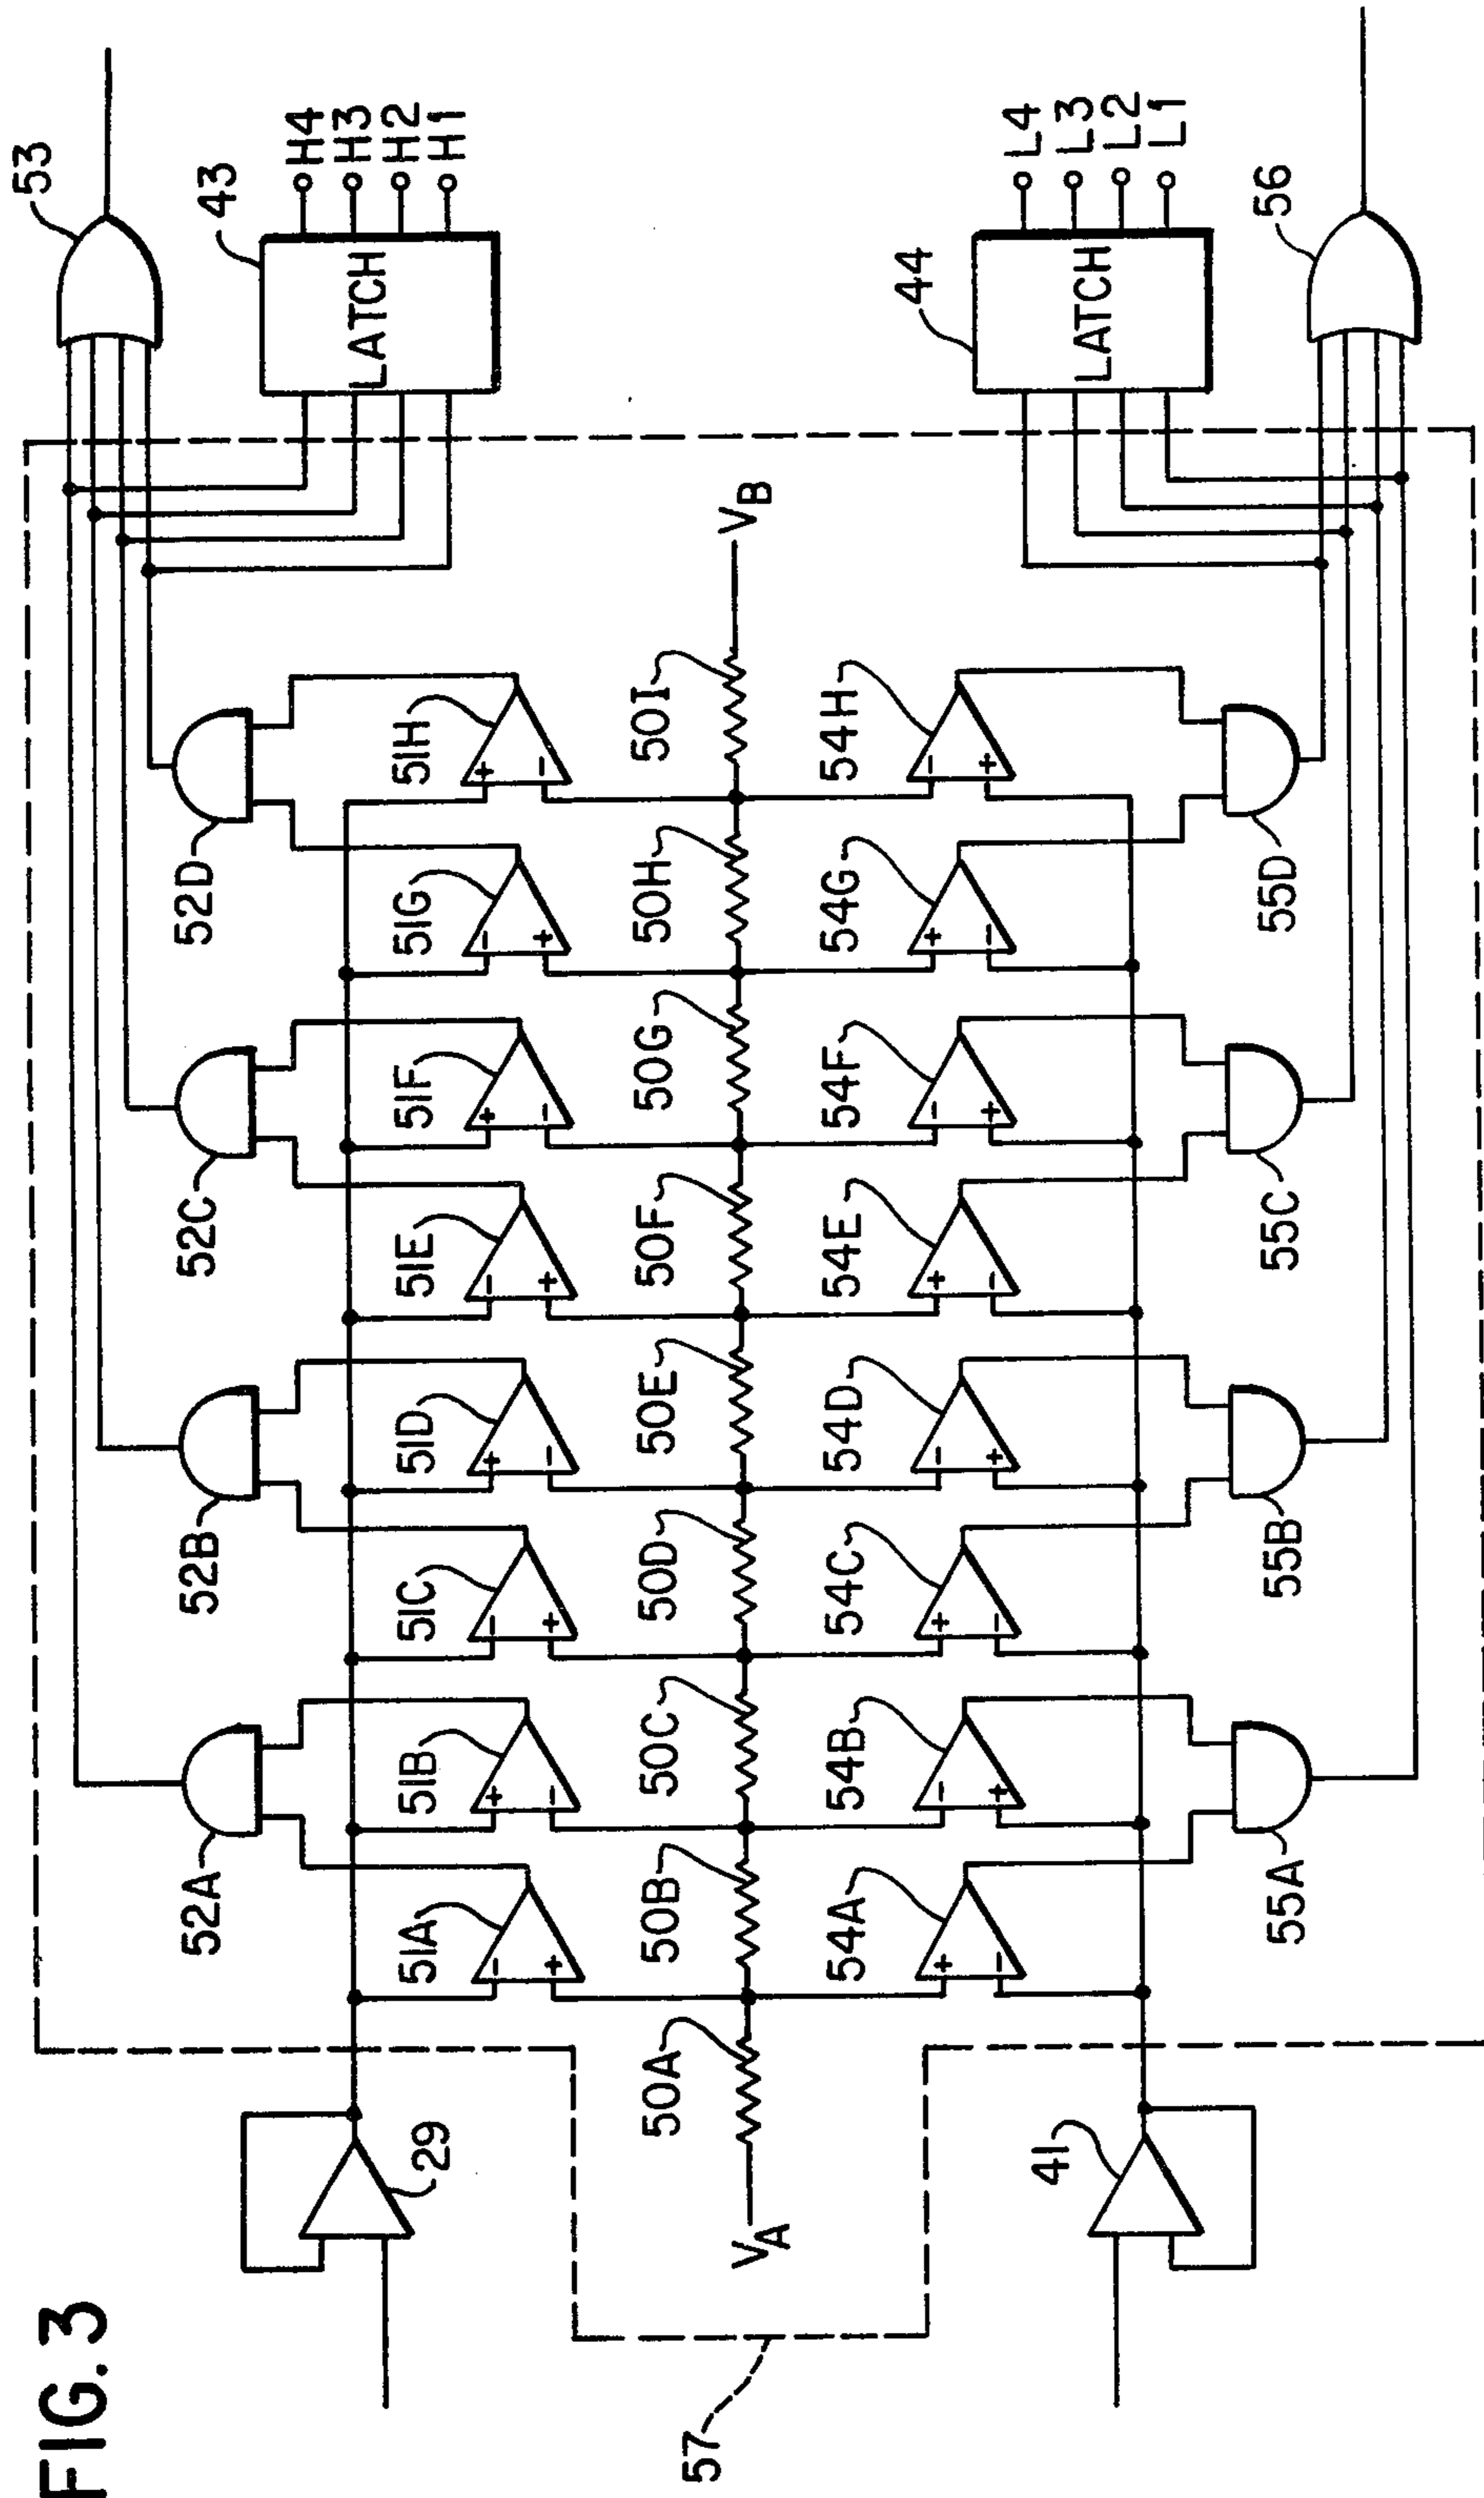 FIG. 3
53
43
H4
H3
H2
H1
LATCH
52A
52B
52C
52D
29
51A
51B
51C
51D
51E
51F
51G
51H
- + + - - + + - - + + - - + + -
VA
50A
50B
50C
50D
50E
50F
50G
50H
50I
VB
57
54A
54B
54C
54D
54E
54F
54G
54H
+ - - + + - - + + - - + + - - +
41
44
L4
L3
L2
L1
LATCH
55A
55B
55C
55D
56